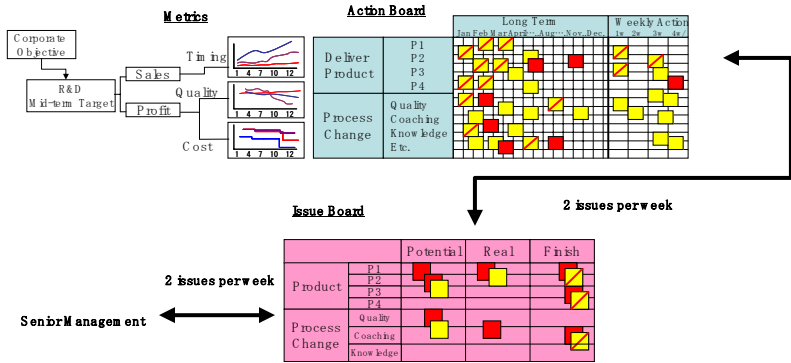 Metrics
Action Board
Corporate
Objective
R&D
Mid-term Target
Sales
Profit
Timing
Quality
Cost
1 4 7 10 12
1 4 7 10 12
1 4 7 10 12
Long Term
Weekly Action
Jan Feb Mar April… Aug… Nov.. Dec.
1w 2w 3w 4w/
Deliver
Product
P1
P2
P3
P4
Process
Change
Quality
Coaching
Knowledge
Etc.
2 issues per week
Issue Board
Potential Real Finish
Product
P1
P2
P3
P4
Process
Change
Quality
Coaching
Knowledge
2 issues per week
Senior Management